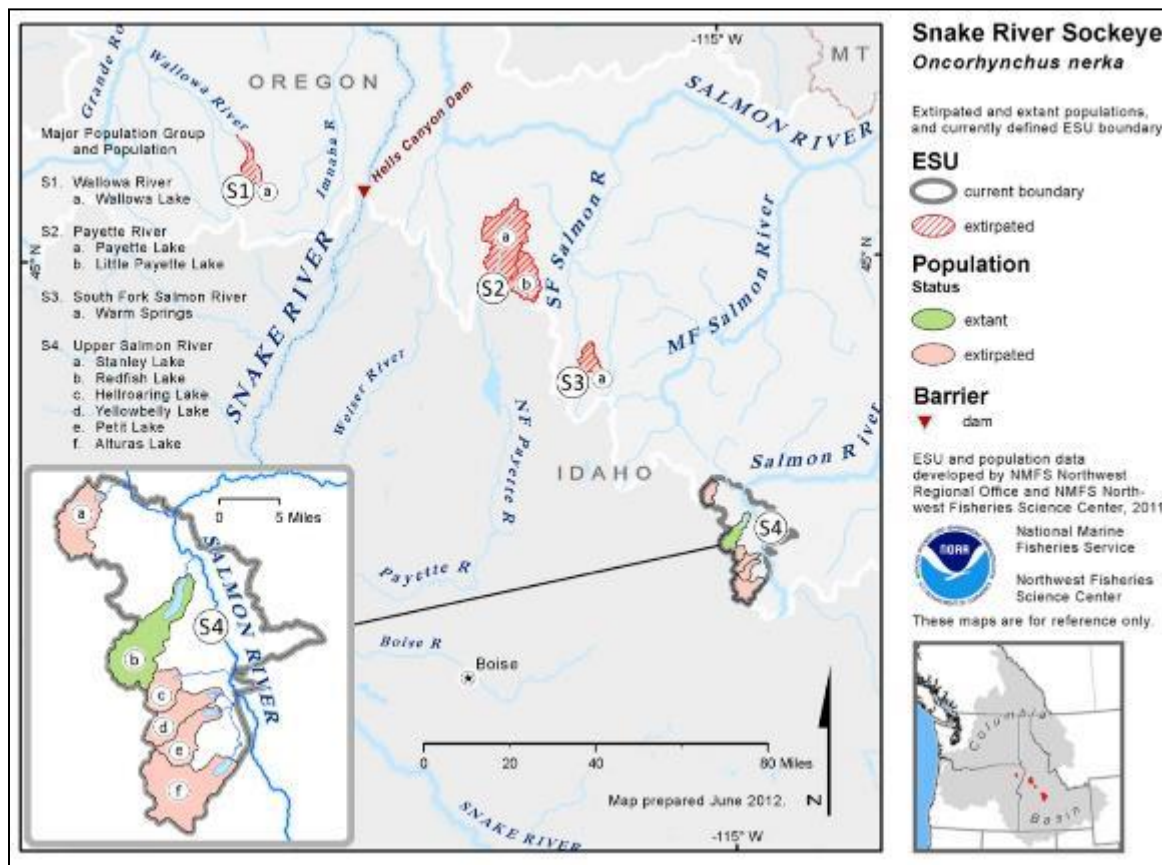 Snake River Sockeye
Oncorhynchus nerka
Extirpated and extant populations,
and currently defined ESU boundary
ESU
current boundary
extirpated
Population
Status
extant
extirpated
Barrier
dam
ESU and population data
developed by NMFS Northwest
Regional Office and NMFS North-
west Fisheries Science Center, 2011
NOAA
National Marine
Fisheries Service
Northwest Fisheries
Science Center
These maps are for reference only.
Columbia
Basin
Major Population Group
and Population
S1. Wallowa River
a. Wallowa Lake
S2. Payette River
a. Payette Lake
b. Little Payette Lake
S3. South Fork Salmon River
a. Warm Springs
S4. Upper Salmon River
a. Stanley Lake
b. Redfish Lake
c. Hellroaring Lake
d. Yellowbelly Lake
e. Petit Lake
f. Alturas Lake
-115° W
MT
OREGON
Grande Ro
Wallowa River
Imnaha R
Hells Canyon Dam
SALMON RIVER
S1
a
45° N
45° N
SNAKE RIVER
a
S2
b
SF Salmon R
MF Salmon River
S3
a
Weiser River
NF Payette R
IDAHO
Salmon River
S4
Payette R
Boise R
Boise
0 20 40 80 Miles
Map prepared June 2012.
N
SNAKE RIVER
-115° W
0 5 Miles
a
SALMON RIVER
S4
b
c
d
e
f